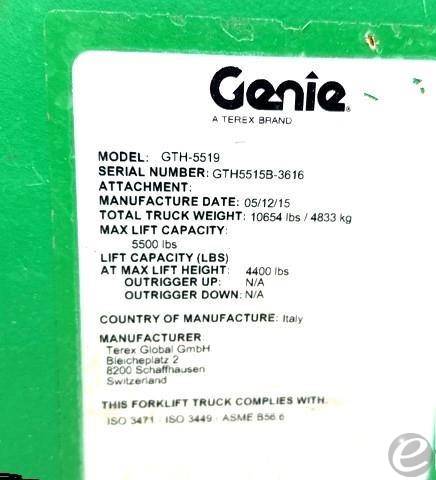 Genie
A TEREX BRAND
MODEL: GTH-5519
SERIAL NUMBER: GTH5515B-3616
ATTACHMENT:
MANUFACTURE DATE: 05/12/15
TOTAL TRUCK WEIGHT: 10654 lbs / 4833 kg
MAX LIFT CAPACITY:
5500 lbs
LIFT CAPACITY (LBS)
AT MAX LIFT HEIGHT: 4400 lbs
OUTRIGGER UP: N/A
OUTRIGGER DOWN: N/A
COUNTRY OF MANUFACTURE: Italy
MANUFACTURER:
Terex Global GmbH
Bleicheplatz 2
8200 Schaffhausen
Switzerland
THIS FORKLIFT TRUCK COMPLIES WITH:
ISO 3471 - ISO 3449 - ASME B56.6
e